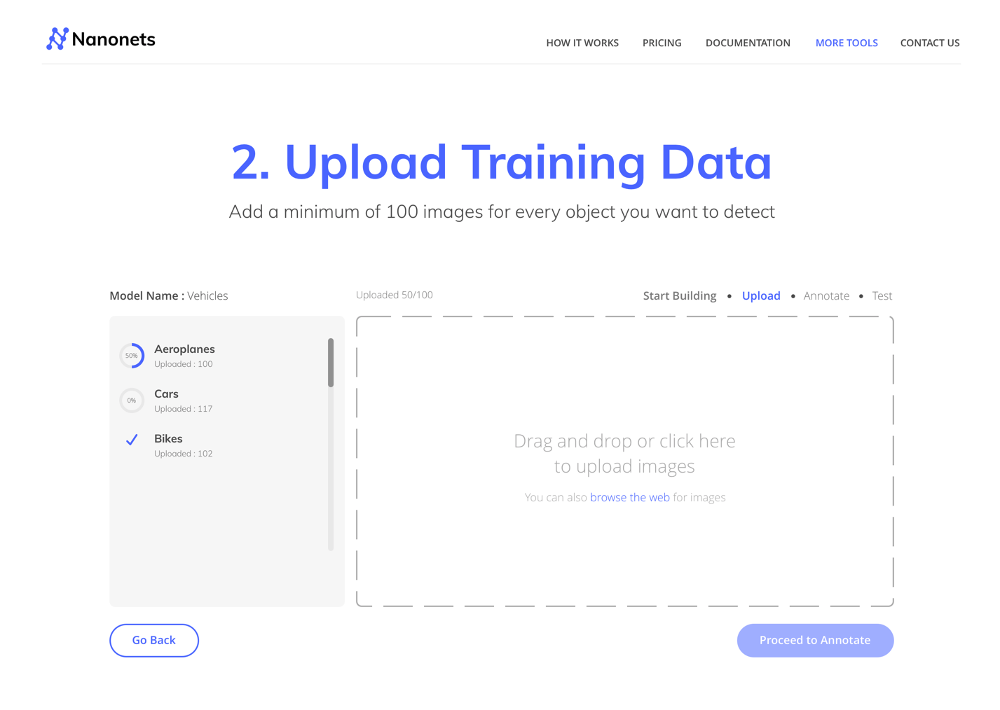 Nanonets
HOW IT WORKS PRICING DOCUMENTATION MORE TOOLS CONTACT US
2. Upload Training Data
Add a minimum of 100 images for every object you want to detect
Model Name : Vehicles
Uploaded 50/100
Start Building • Upload • Annotate • Test
50%
Aeroplanes
Uploaded : 100
0%
Cars
Uploaded : 117
Bikes
Uploaded : 102
Drag and drop or click here
to upload images
You can also browse the web for images
Go Back
Proceed to Annotate